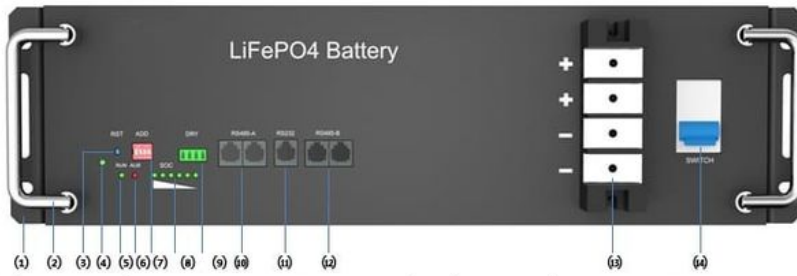 LiFePO4 Battery
+
+
−
−
RST ADD DRY RS485-A RS232 RS485-B
RUN ALM SOC
SWITCH
(1) (2) (3) (4) (5) (6) (7) (8) (9) (10) (11) (12) (13) (14)